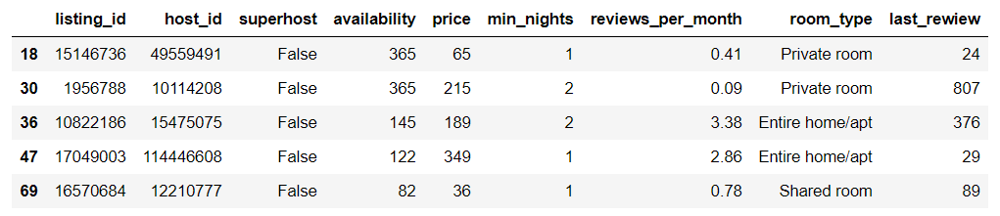 listing_id host_id superhost availability price min_nights reviews_per_month room_type last_rewiew
18 15146736 49559491 False 365 65 1 0.41 Private room 24
30 1956788 10114208 False 365 215 2 0.09 Private room 807
36 10822186 15475075 False 145 189 2 3.38 Entire home/apt 376
47 17049003 114446608 False 122 349 1 2.86 Entire home/apt 29
69 16570684 12210777 False 82 36 1 0.78 Shared room 89